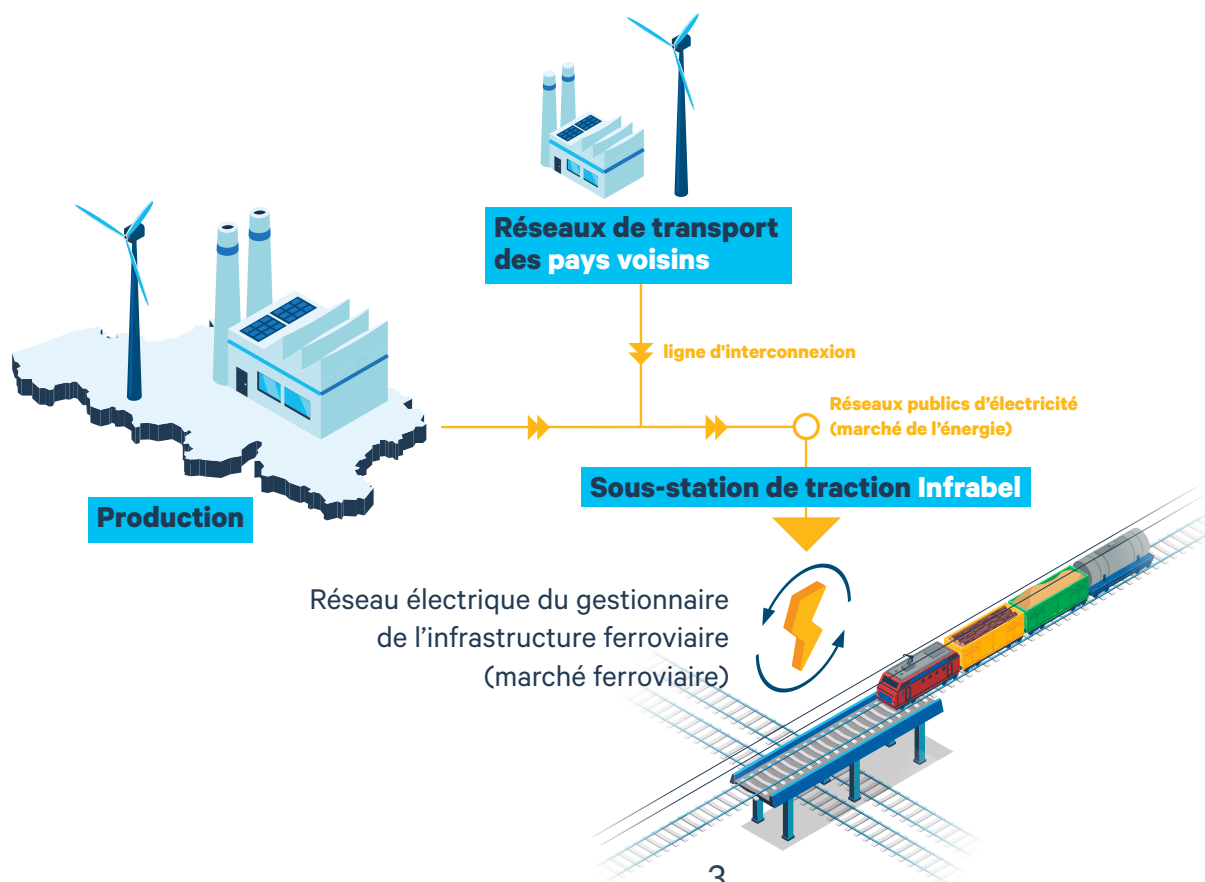 Réseaux de transport
des pays voisins
ligne d'interconnexion
Réseaux publics d’électricité
(marché de l’énergie)
Sous-station de traction Infrabel
Production
Réseau électrique du gestionnaire
de l’infrastructure ferroviaire
(marché ferroviaire)
3